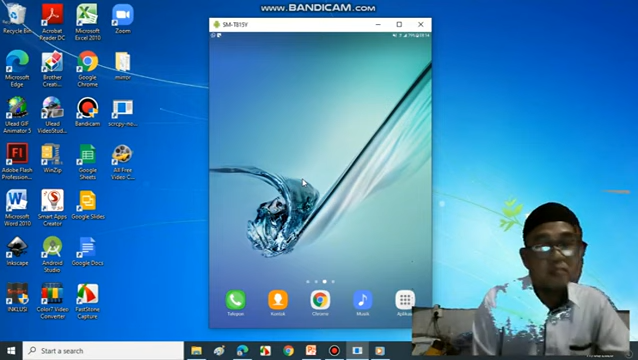 WWW.BANDICAM.COM
SM-T815Y
Recycle Bin
Acrobat Reader DC
Microsoft Excel 2010
Zoom
Microsoft Edge
Brother Creati...
Google Chrome
mirror
Ulead GIF Animator 5
Ulead VideoStud...
Bandicam
scrcpy-no...
Adobe Flash Profession...
WinZip
Google Sheets
All Free Video C...
Microsoft Word 2010
Smart Apps Creator
Google Slides
Inkscape
Android Studio
Google Docs
INKLUSI
Color7 Video Converter
FastStone Capture
Telepon
Kontak
Chrome
Musik
Aplikasi
Start a search